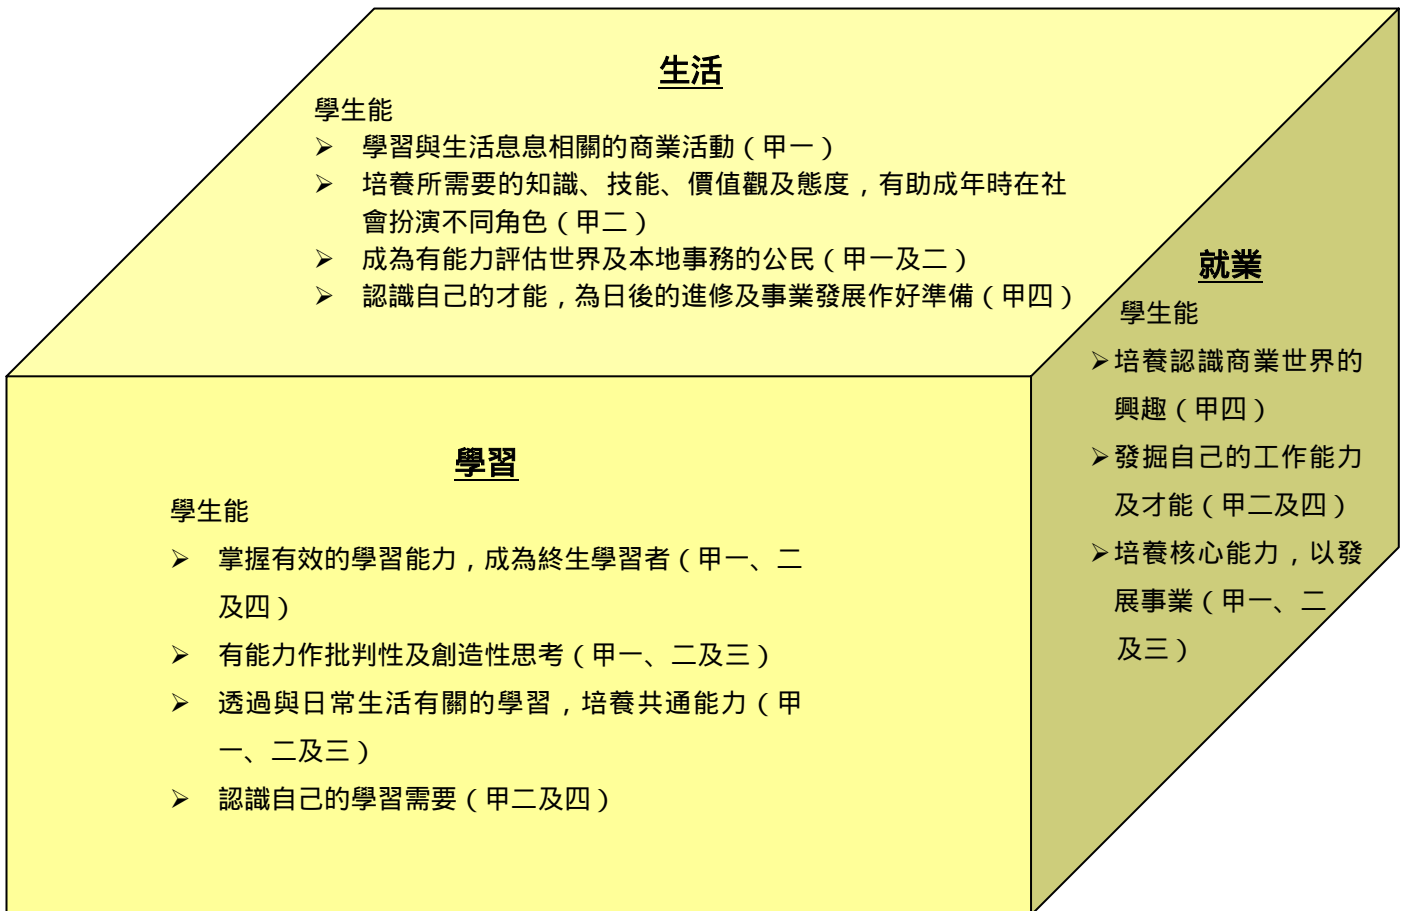 生活
學生能
➢ 學習與生活息息相關的商業活動（甲一）
➢ 培養所需要的知識、技能、價值觀及態度，有助成年時在社
會扮演不同角色（甲二）
➢ 成為有能力評估世界及本地事務的公民（甲一及二）
➢ 認識自己的才能，為日後的進修及事業發展作好準備（甲四）
就業
學生能
➢培養認識商業世界的
興趣（甲四）
➢發掘自己的工作能力
及才能（甲二及四）
➢培養核心能力，以發
展事業（甲一、二
及三）
學習
學生能
➢ 掌握有效的學習能力，成為終生學習者（甲一、二
及四）
➢ 有能力作批判性及創造性思考（甲一、二及三）
➢ 透過與日常生活有關的學習，培養共通能力（甲
一、二及三）
➢ 認識自己的學習需要（甲二及四）